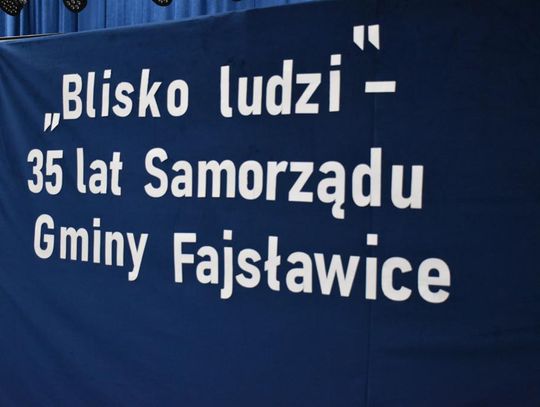 „Blisko ludzi” –
35 lat Samorządu
Gminy Fajsławice